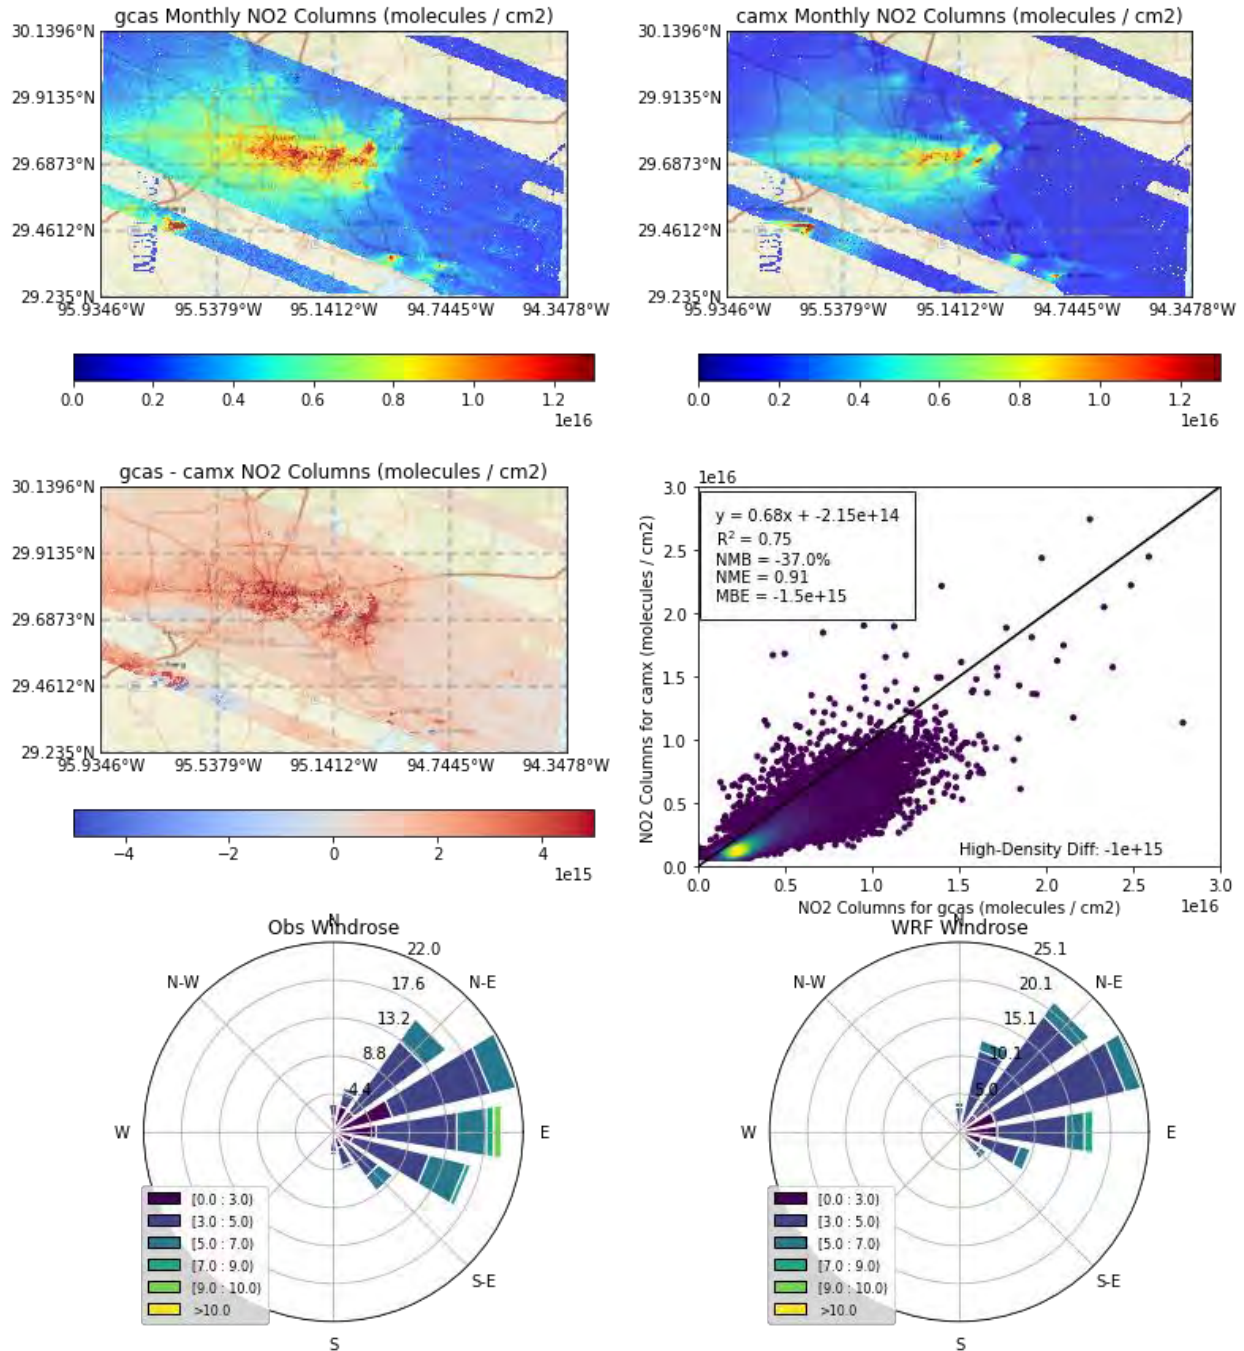 gcas Monthly NO2 Columns (molecules / cm2)
camx Monthly NO2 Columns (molecules / cm2)
30.1396°N
29.9135°N
29.6873°N
29.4612°N
29.235°N
95.9346°W 95.5379°W 95.1412°W 94.7445°W 94.3478°W
30.1396°N
29.9135°N
29.6873°N
29.4612°N
29.235°N
95.9346°W 95.5379°W 95.1412°W 94.7445°W 94.3478°W
0.0 0.2 0.4 0.6 0.8 1.0 1.2
1e16
0.0 0.2 0.4 0.6 0.8 1.0 1.2
1e16
gcas - camx NO2 Columns (molecules / cm2)
30.1396°N
29.9135°N
29.6873°N
29.4612°N
29.235°N
95.9346°W 95.5379°W 95.1412°W 94.7445°W 94.3478°W
−4 −2 0 2 4
1e15
1e16
3.0
2.5
2.0
1.5
1.0
0.5
0.0
NO2 Columns for camx (molecules / cm2)
y = 0.68x + -2.15e+14
R² = 0.75
NMB = -37.0%
NME = 0.91
MBE = -1.5e+15
High-Density Diff: -1e+15
0.0 0.5 1.0 1.5 2.0 2.5 3.0
1e16
NO2 Columns for gcas (molecules / cm2)
Obs Windrose
N
N-E
E
S-E
S
W
N-W
22.0
17.6
13.2
8.8
4.4
[0.0 : 3.0)
[3.0 : 5.0)
[5.0 : 7.0)
[7.0 : 9.0)
[9.0 : 10.0)
>10.0
WRF Windrose
N
N-E
E
S-E
S
W
N-W
25.1
20.1
15.1
10.1
5.0
[0.0 : 3.0)
[3.0 : 5.0)
[5.0 : 7.0)
[7.0 : 9.0)
[9.0 : 10.0)
>10.0